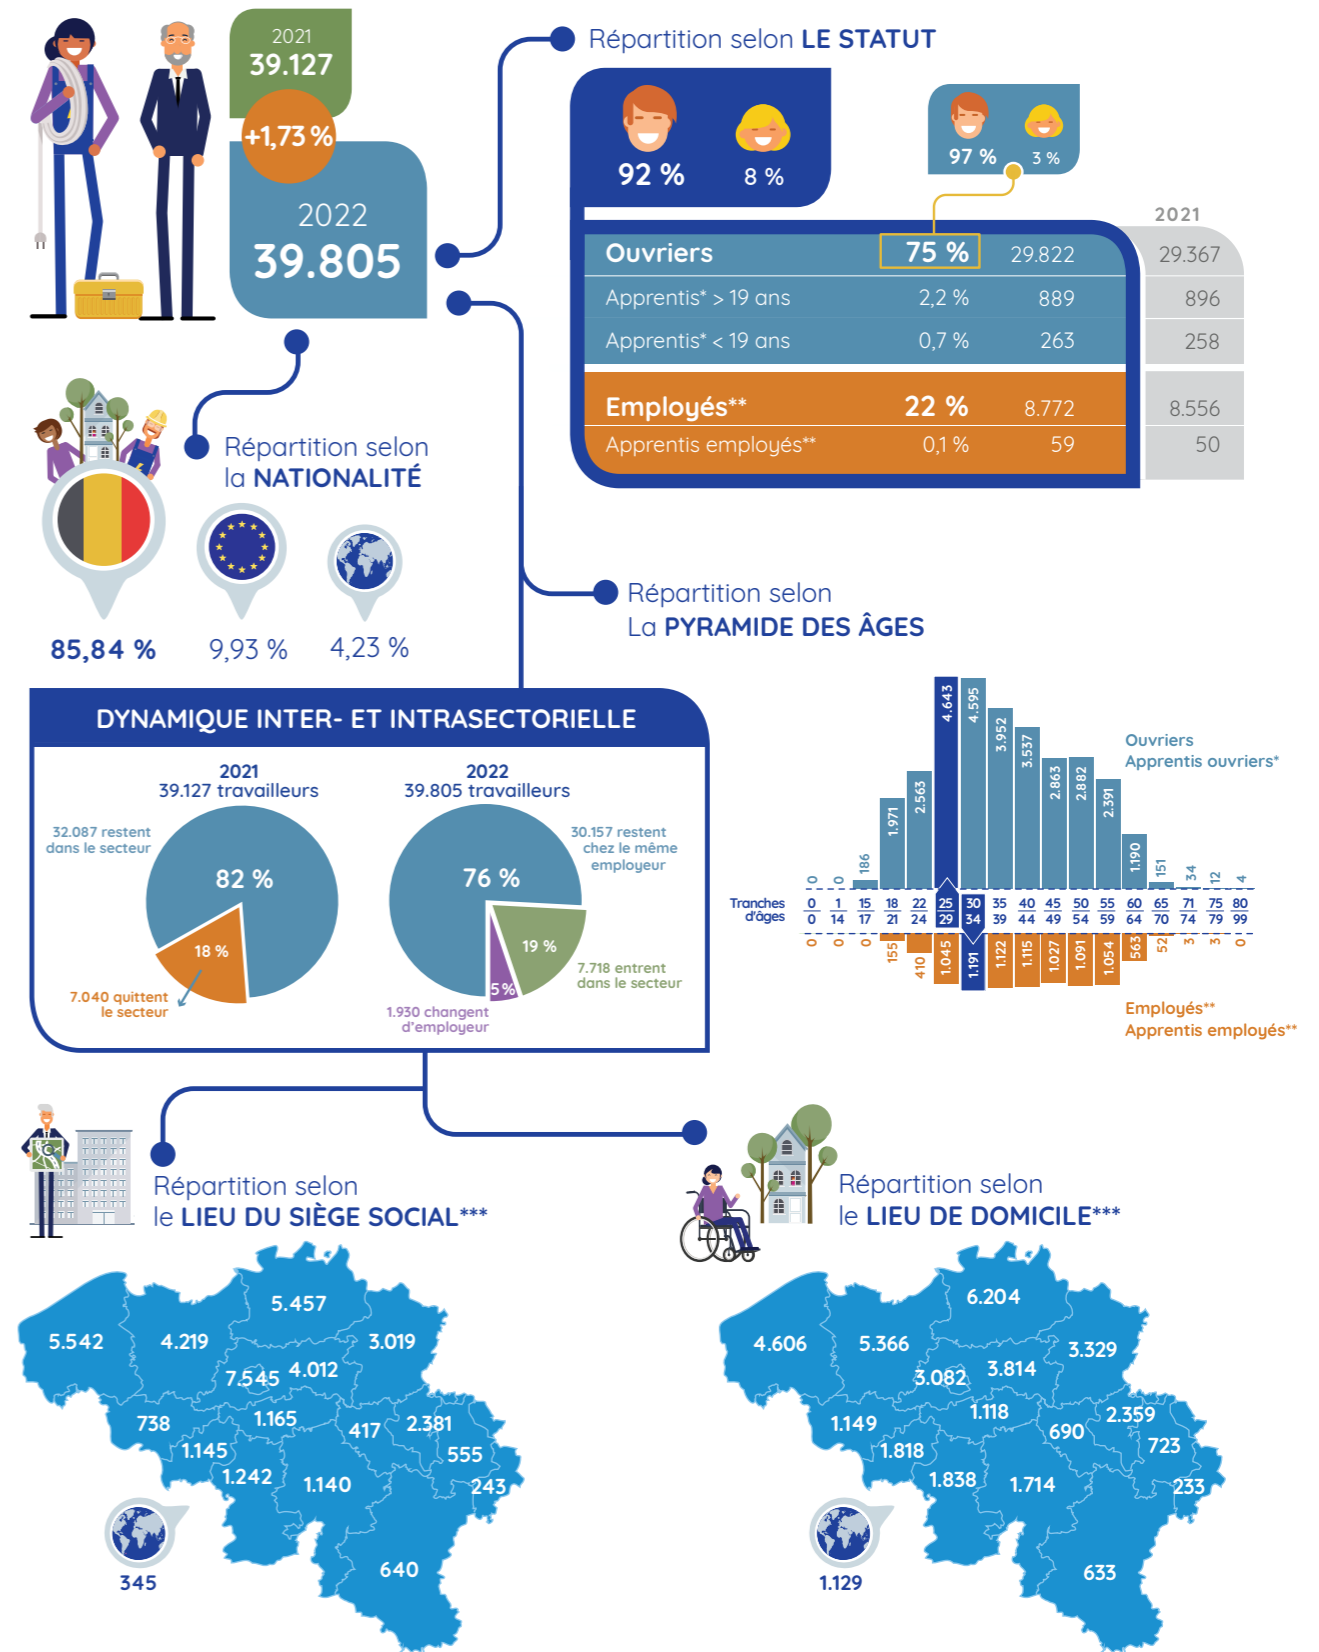 2021
39.127
+1,73 %
2022
39.805
Répartition selon LE STATUT
92 %
8 %
97 %
3 %
2021
Ouvriers 75 % 29.822 29.367
Apprentis* > 19 ans 2,2 % 889 896
Apprentis* < 19 ans 0,7 % 263 258
Employés** 22 % 8.772 8.556
Apprentis employés** 0,1 % 59 50
Répartition selon
la NATIONALITÉ
85,84 %
9,93 %
4,23 %
Répartition selon
La PYRAMIDE DES ÂGES
4.643
4.595
3.952
3.537
2.863
2.882
2.391
1.190
151
34
12
4
0
0
186
1.971
2.563
Ouvriers
Apprentis ouvriers*
Tranches 0 1 15 18 22 25 30 35 40 45 50 55 60 65 71 75 80
d'âges 0 14 17 21 24 29 34 39 44 49 54 59 64 70 74 79 99
0
0
0
155
410
1.045
1.191
1.122
1.115
1.027
1.091
1.054
563
52
3
3
0
Employés**
Apprentis employés**
DYNAMIQUE INTER- ET INTRASECTORIELLE
2021
39.127 travailleurs
32.087 restent
dans le secteur
82 %
18 %
7.040 quittent
le secteur
2022
39.805 travailleurs
30.157 restent
chez le même
employeur
76 %
19 %
5 %
7.718 entrent
dans le secteur
1.930 changent
d'employeur
Répartition selon
le LIEU DU SIÈGE SOCIAL***
5.457
5.542
4.219
3.019
7.545
4.012
738
1.165
417
2.381
1.145
555
1.242
1.140
243
640
345
Répartition selon
le LIEU DE DOMICILE***
6.204
4.606
5.366
3.329
3.082
3.814
1.149
1.118
690
2.359
1.818
723
1.838
1.714
233
633
1.129